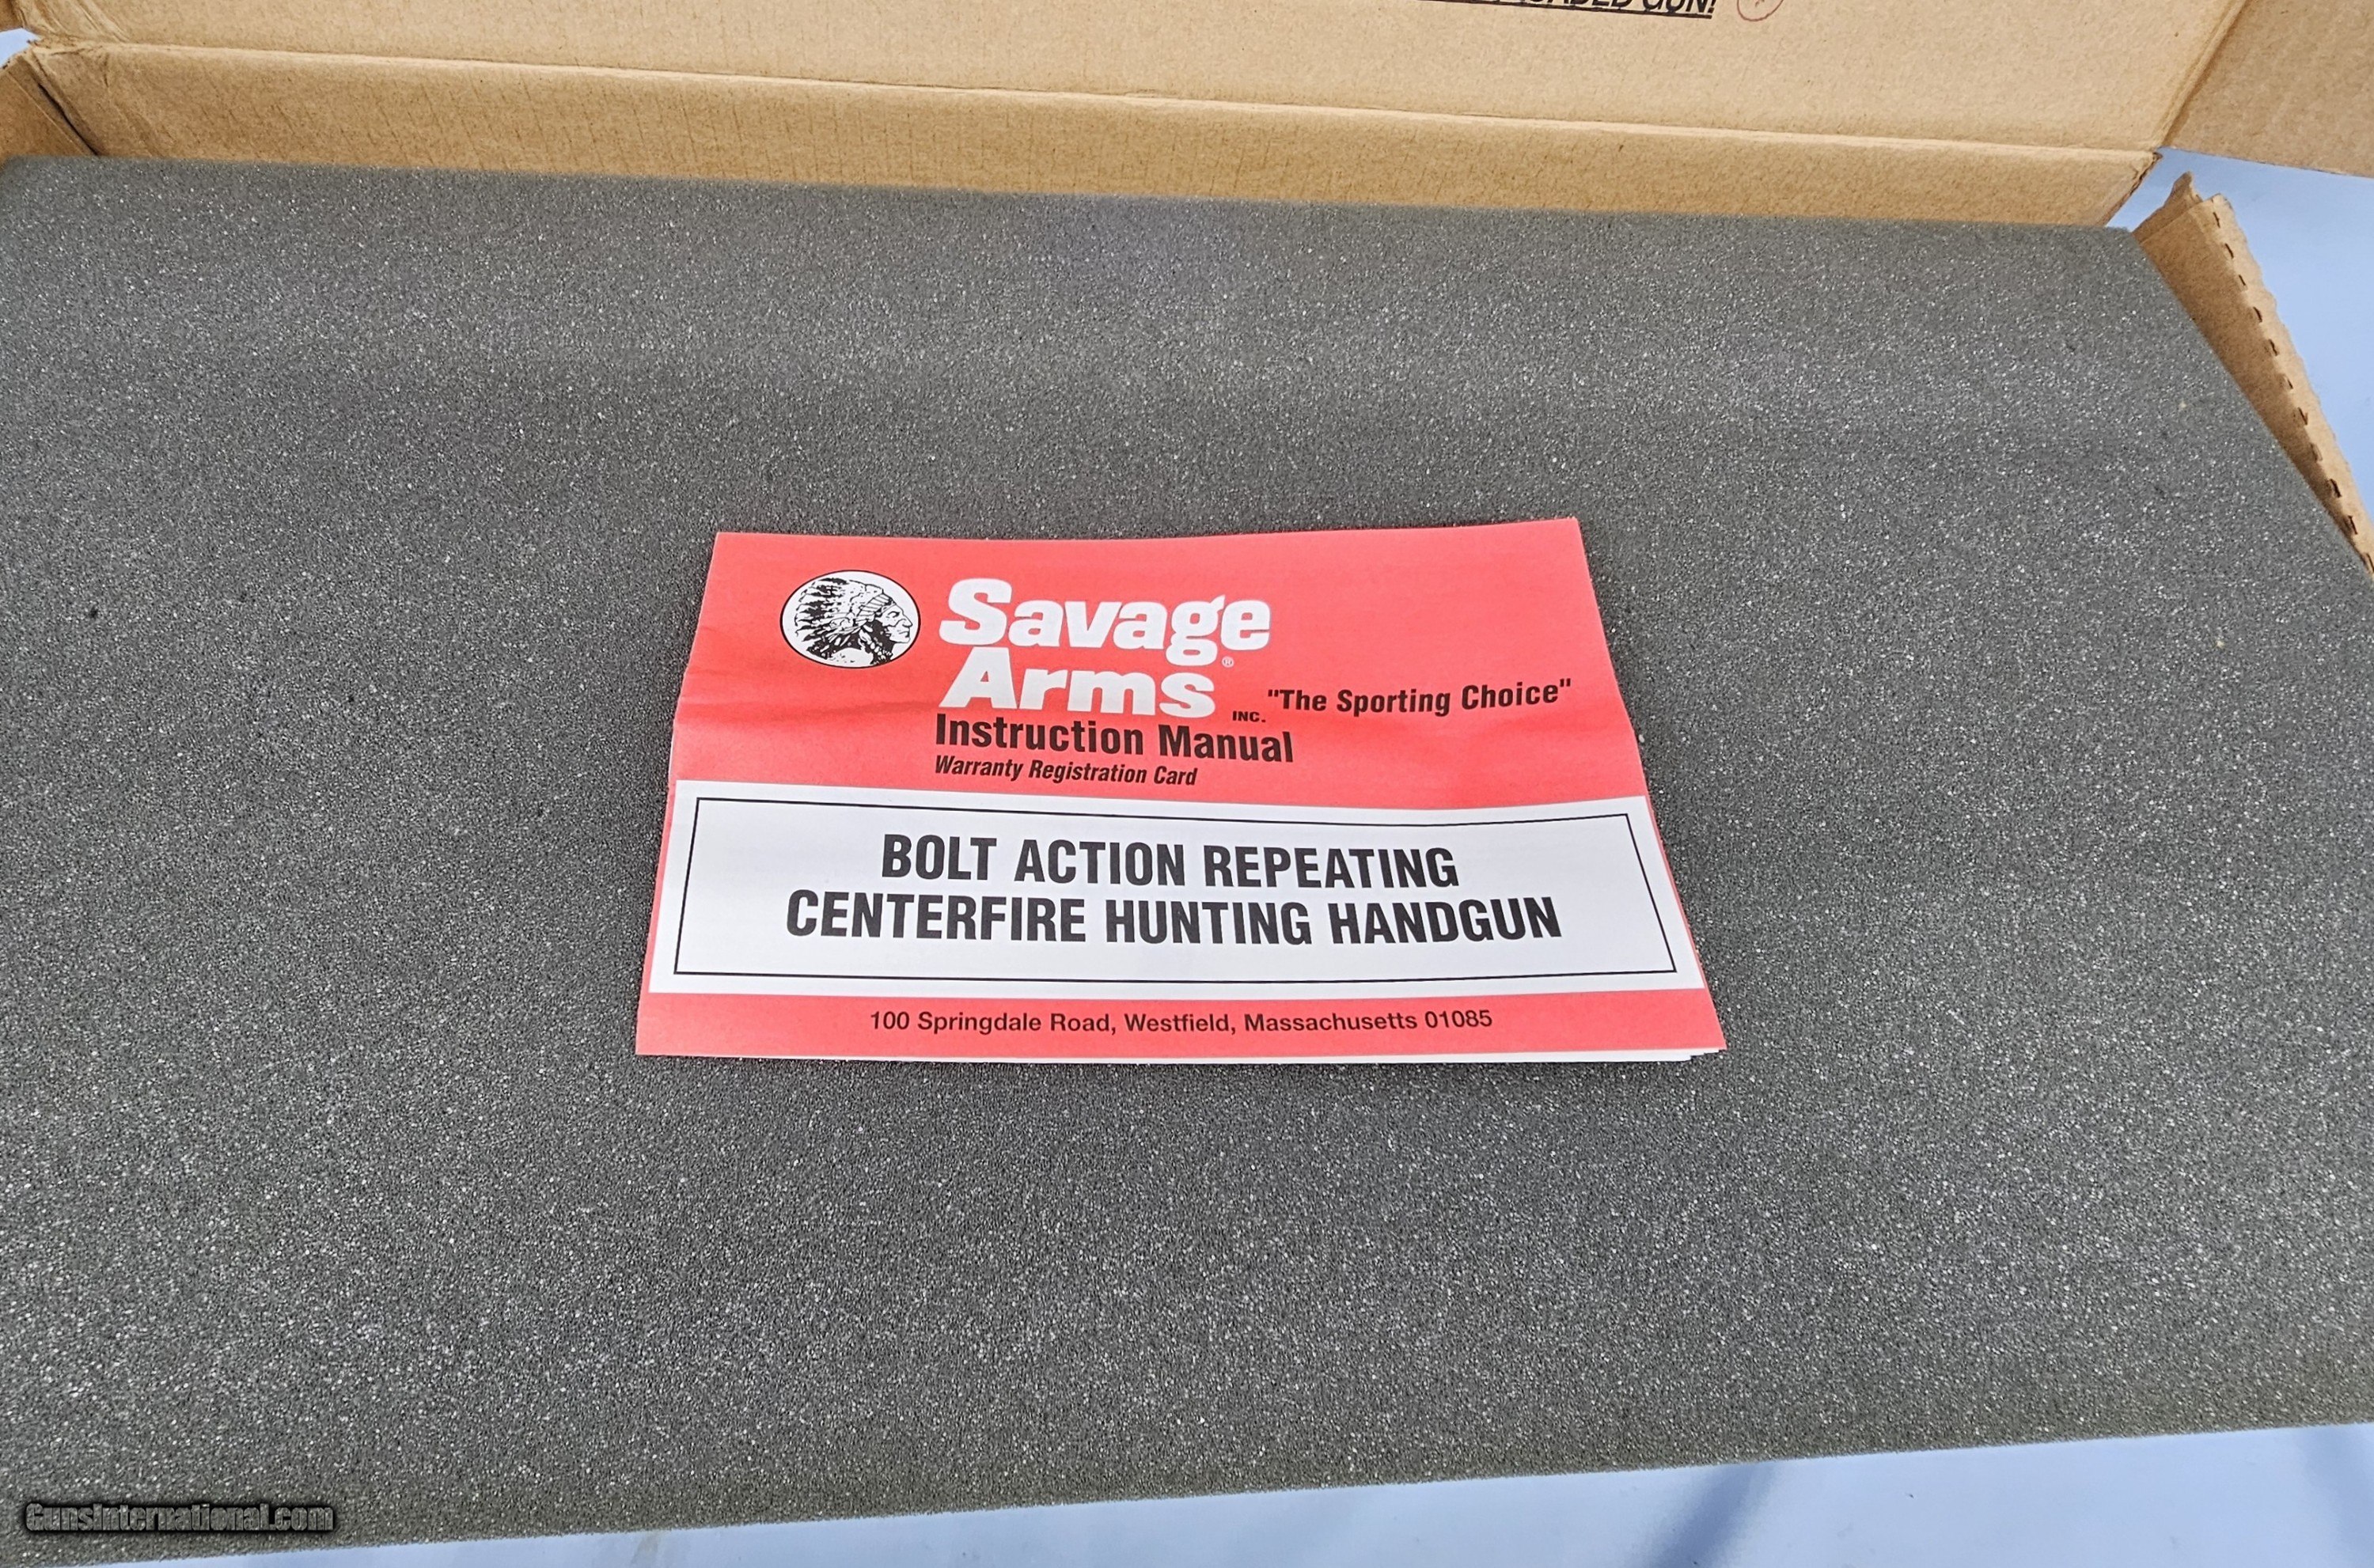 GUN!
Savage
Arms ®
INC. "The Sporting Choice"
Instruction Manual
Warranty Registration Card
BOLT ACTION REPEATING
CENTERFIRE HUNTING HANDGUN
100 Springdale Road, Westfield, Massachusetts 01085
GunsInternational.com